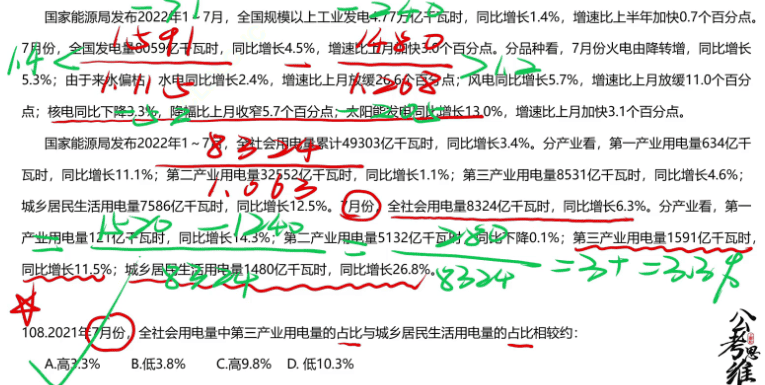 国家能源局发布2022年1～7月，全国规模以上工业发电4.77万亿千瓦时，同比增长1.4%，增速比上半年加快0.7个百分点。
7月份，全国发电量8059亿千瓦时，同比增长4.5%，增速比上月加快3.0个百分点。分品种看，7月份火电由降转增，同比增长
5.3%；由于来水偏枯，水电同比增长2.4%，增速比上月放缓26.6个百分点；风电同比增长5.7%，增速比上月放缓11.0个百分
点；核电同比下降3.3%，降幅比上月收窄5.7个百分点；太阳能发电同比增长13.0%，增速比上月加快3.1个百分点。
国家能源局发布2022年1～7月，全社会用电量累计49303亿千瓦时，同比增长3.4%。分产业看，第一产业用电量634亿千
瓦时，同比增长11.1%；第二产业用电量32552亿千瓦时，同比增长1.1%；第三产业用电量8531亿千瓦时，同比增长4.6%；
城乡居民生活用电量7586亿千瓦时，同比增长12.5%。7月份，全社会用电量8324亿千瓦时，同比增长6.3%。分产业看，第一
产业用电量121亿千瓦时，同比增长14.3%；第二产业用电量5132亿千瓦时，同比下降0.1%；第三产业用电量1591亿千瓦时，
同比增长11.5%；城乡居民生活用电量1480亿千瓦时，同比增长26.8%。
108.2021年7月份，全社会用电量中第三产业用电量的占比与城乡居民生活用电量的占比相较约：
A.高3.3% B.低3.8% C.高9.8% D. 低10.3%
1.4<
1591
1.115
1480
1.268
>1.2
8324
1.063
8324
8324
=3+=3.3%
公考思维